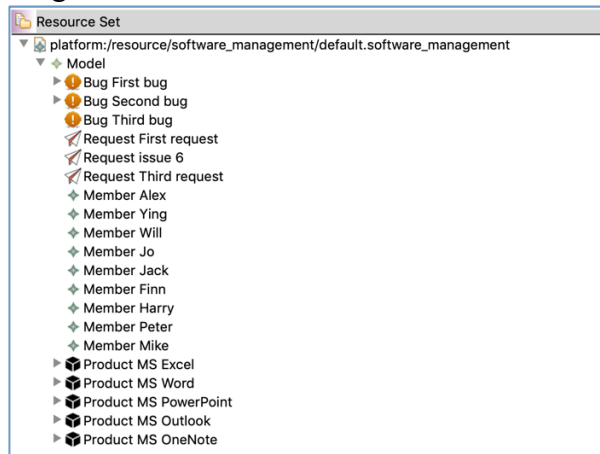 Resource Set
platform:/resource/software_management/default.software_management
Model
Bug First bug
Bug Second bug
Bug Third bug
Request First request
Request issue 6
Request Third request
Member Alex
Member Ying
Member Will
Member Jo
Member Jack
Member Finn
Member Harry
Member Peter
Member Mike
Product MS Excel
Product MS Word
Product MS PowerPoint
Product MS Outlook
Product MS OneNote